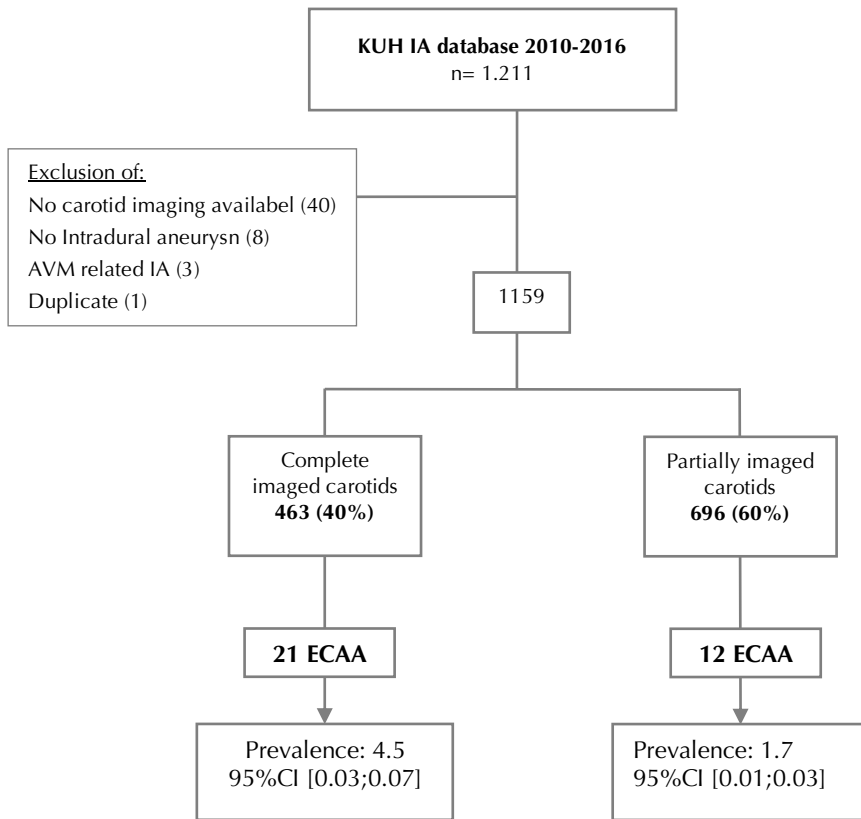 KUH IA database 2010-2016
n= 1.211
Exclusion of:
No carotid imaging availabel (40)
No Intradural aneurysn (8)
AVM related IA (3)
Duplicate (1)
1159
Complete
imaged carotids
463 (40%)
Partially imaged
carotids
696 (60%)
21 ECAA
12 ECAA
Prevalence: 4.5
95%CI [0.03;0.07]
Prevalence: 1.7
95%CI [0.01;0.03]